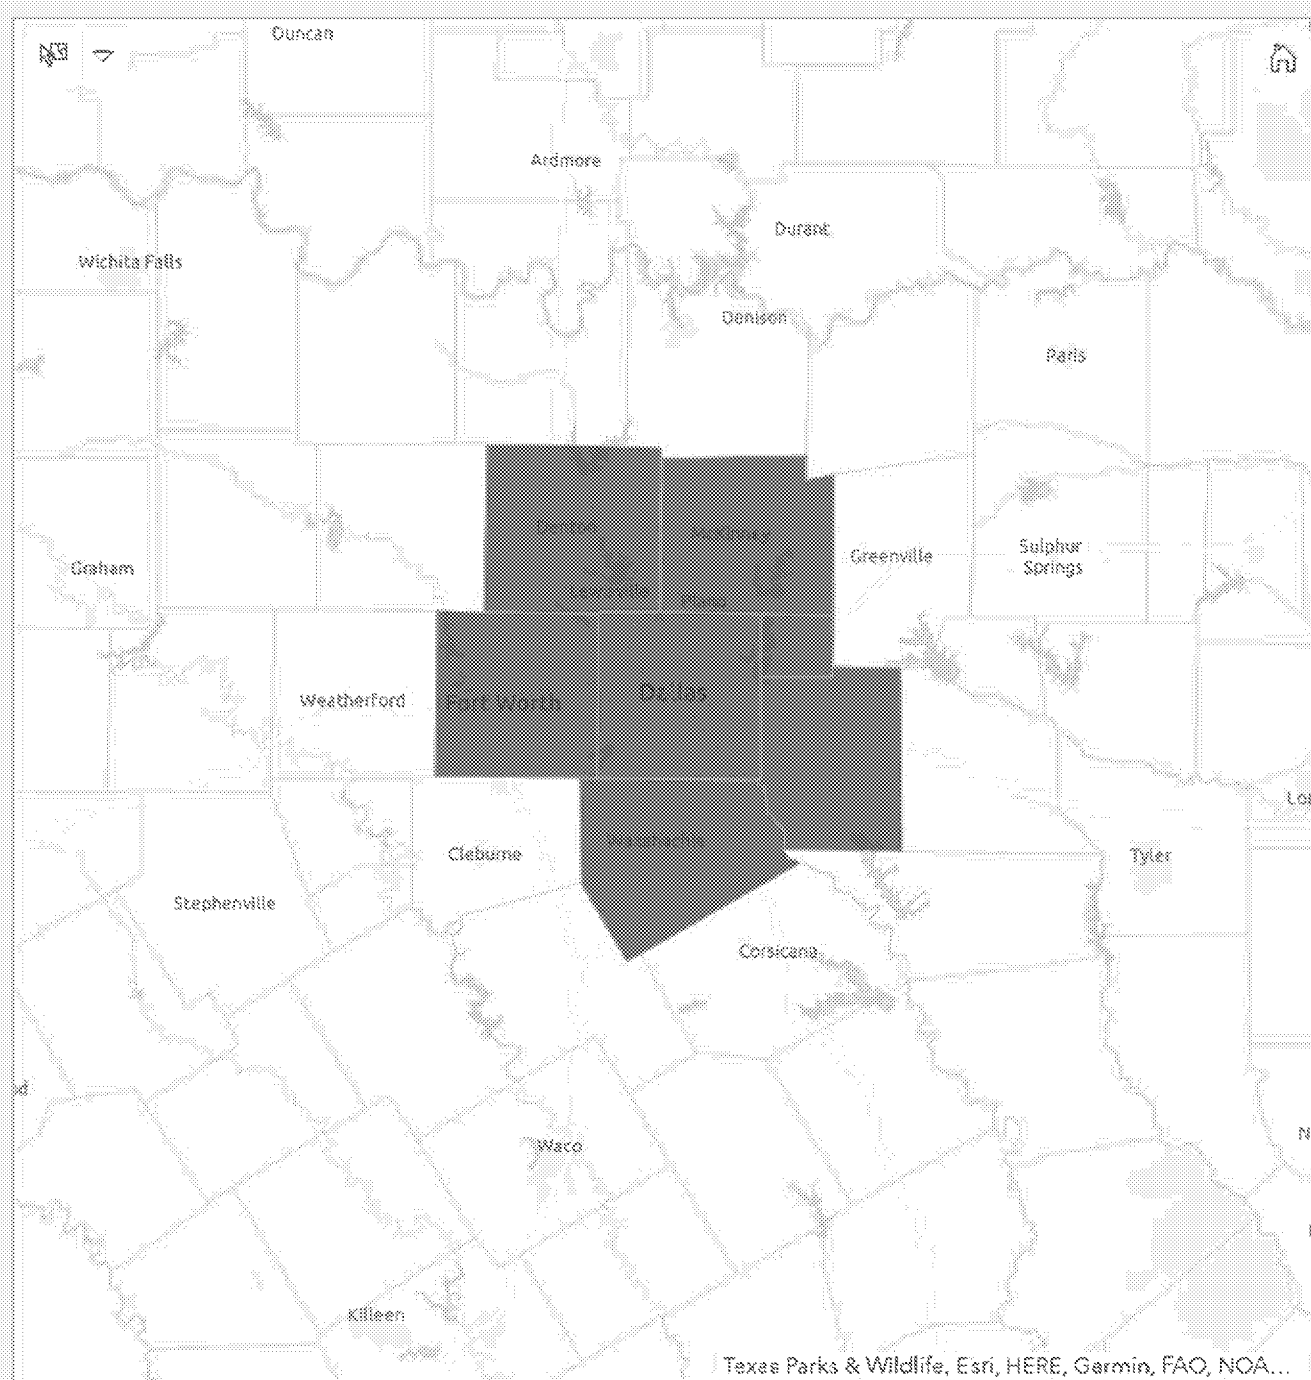 Duncan
Ardmore
Durant
Wichita Falls
Denison
Paris
Denton
McKinney
Greenville
Sulphur
Springs
Graham
Lewisville
Plano
Weatherford
Fort Worth
Dallas
Lo
Cleburne
Waxahachie
Tyler
Stephenville
Corsicana
d
N
Waco
Killeen
Texas Parks & Wildlife, Esri, HERE, Garmin, FAO, NOA...